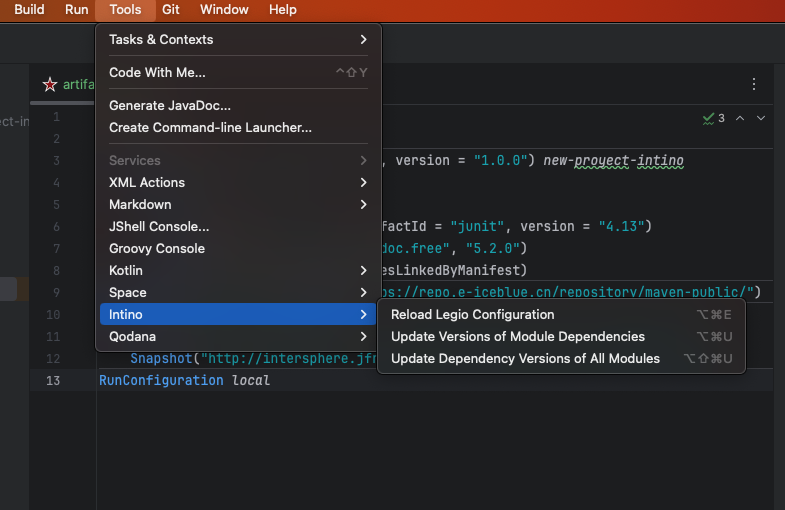 Build Run Tools Git Window Help
Tasks & Contexts
Code With Me... ^⇧Y
Generate JavaDoc...
Create Command-line Launcher...
Services
XML Actions
Markdown
JShell Console...
Groovy Console
Kotlin
Space
Intino
Qodana
Reload Legio Configuration ⌥⌘E
Update Versions of Module Dependencies ⌥⌘U
Update Dependency Versions of All Modules ⌥⇧⌘U
artifa
ect-in
3
1
2
3 , version = "1.0.0") new-proyect-intino
4
5
6 factId = "junit", version = "4.13")
7 doc.free", "5.2.0")
8 esLinkedByManifest)
9 ps://repo.e-iceblue.cn/repository/maven-public/")
10
11
12 Snapshot("http://intersphere.jfr
13 RunConfiguration local